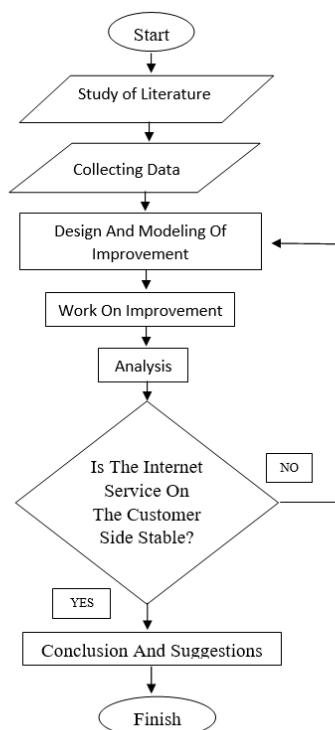 Start
Study of Literature
Collecting Data
Design And Modeling Of
Improvement
Work On Improvement
Analysis
Is The Internet
Service On
The Customer
Side Stable?
NO
YES
Conclusion And Suggestions
Finish